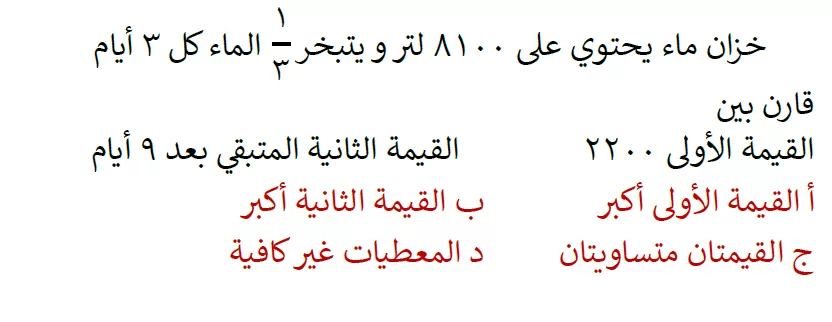 خزان ماء يحتوي على ٨١٠٠ لتر و يتبخر ١/٣ الماء كل ٣ أيام
قارن بين
القيمة الأولى ٢٢٠٠ القيمة الثانية المتبقي بعد ٩ أيام
أ القيمة الأولى أكبر ب القيمة الثانية أكبر
ج القيمتان متساويتان د المعطيات غير كافية